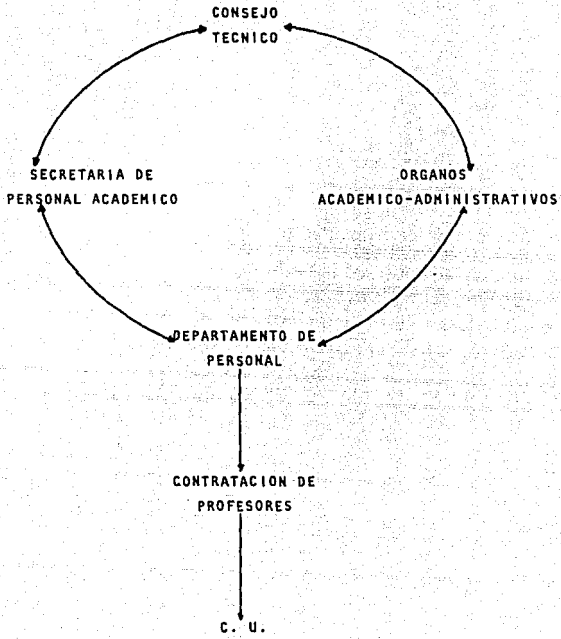 CONSEJO
TECNICO
SECRETARIA DE
PERSONAL ACADEMICO
ORGANOS
ACADEMICO-ADMINISTRATIVOS
DEPARTAMENTO DE
PERSONAL
CONTRATACION DE
PROFESORES
C. U.